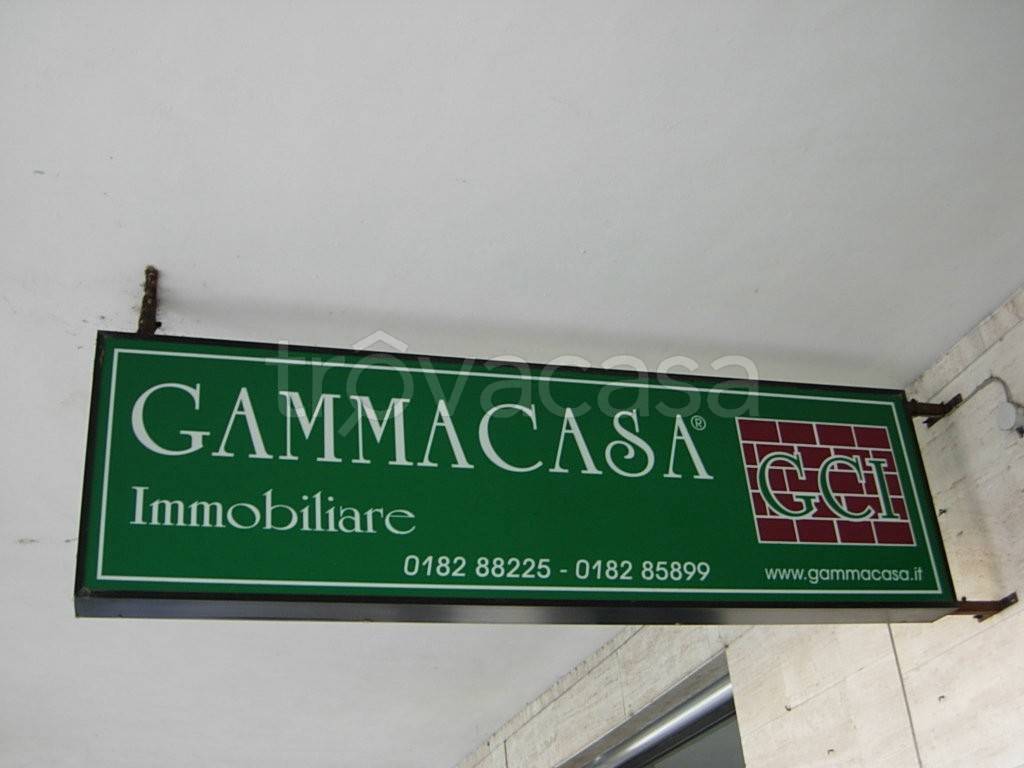 trovacasa
GAMMACASA®
Immobiliare
GCI
0182 88225 - 0182 85899
www.gammacasa.it